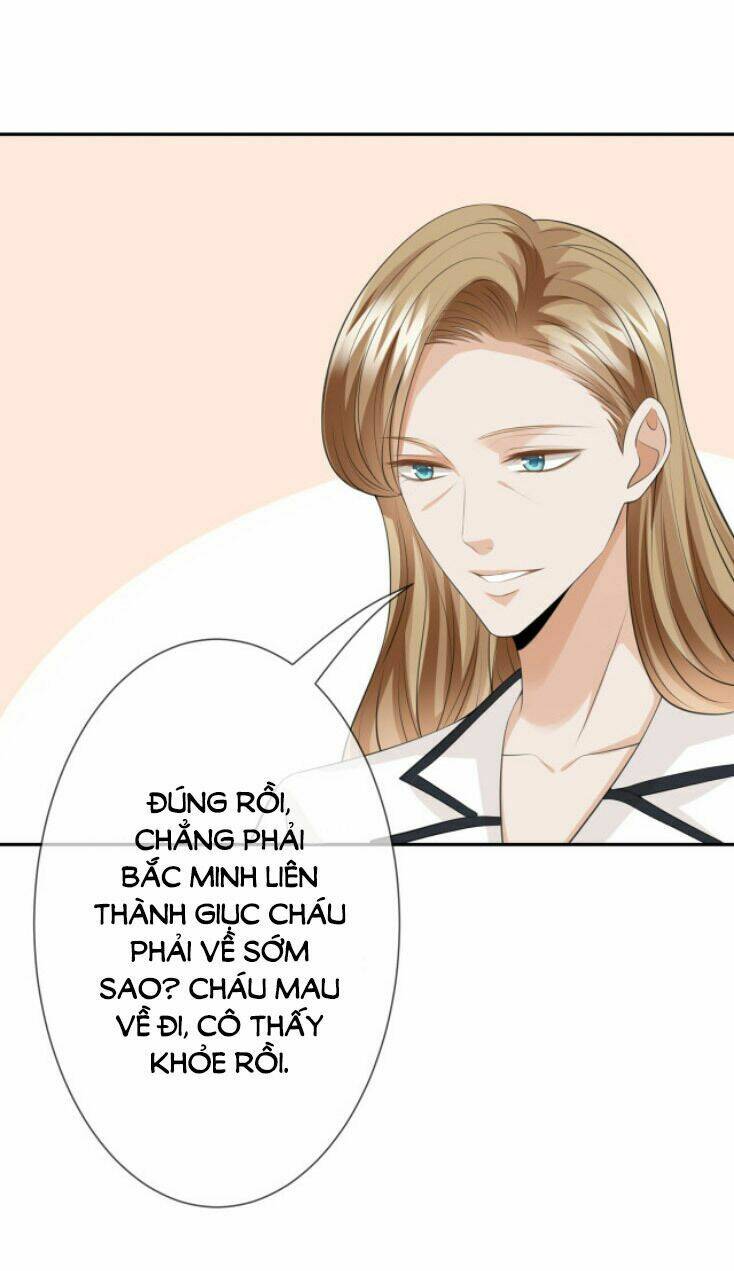 ĐÚNG RỒI,
CHẲNG PHẢI
BẮC MINH LIÊN
THÀNH GIỤC CHÁU
PHẢI VỀ SỚM
SAO? CHÁU MAU
VỀ ĐI, CÔ THẤY
KHỎE RỒI.